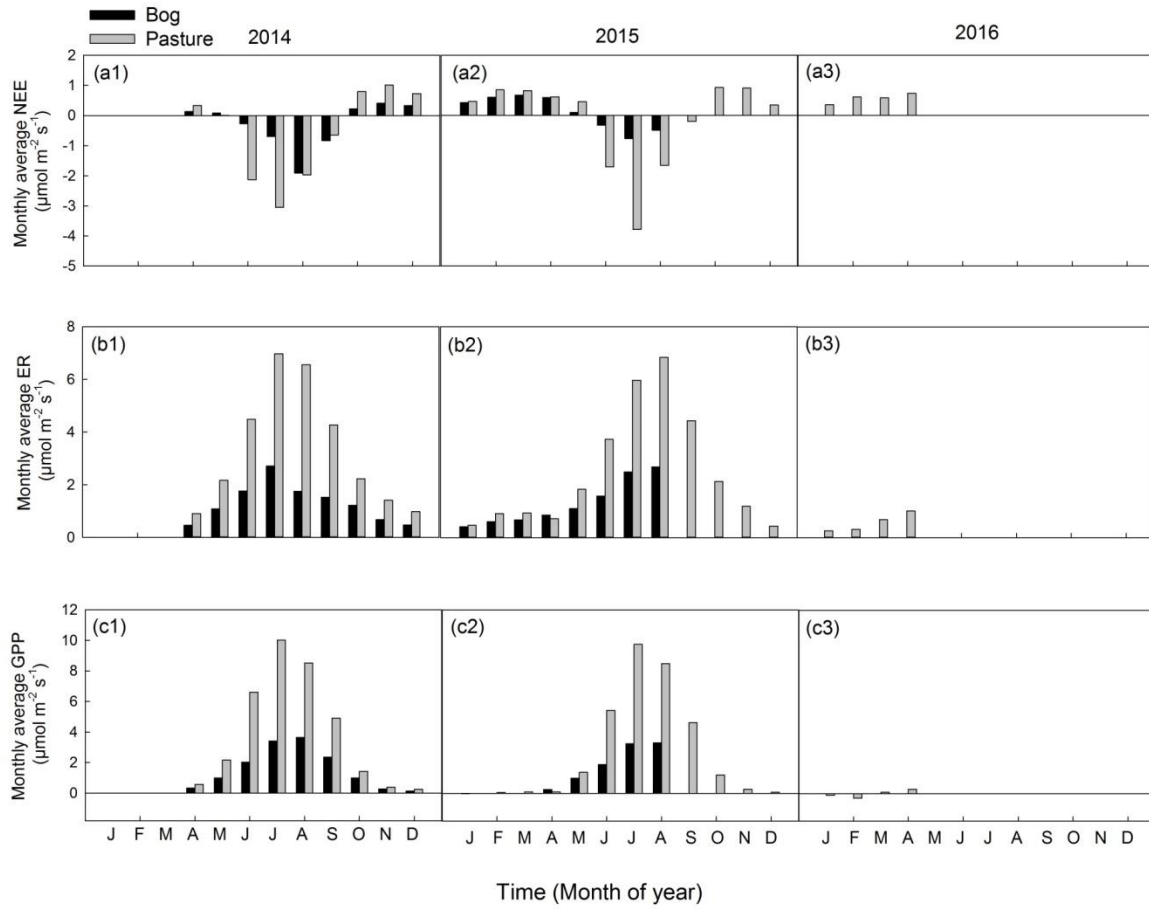 Bog
Pasture
2014
2015
2016
Monthly average NEE
(µmol m⁻² s⁻¹)
2
1
0
-1
-2
-3
-4
-5
(a1)
(a2)
(a3)
Monthly average ER
(µmol m⁻² s⁻¹)
8
6
4
2
0
(b1)
(b2)
(b3)
Monthly average GPP
(µmol m⁻² s⁻¹)
12
10
8
6
4
2
0
(c1)
(c2)
(c3)
J F M A M J J A S O N D J F M A M J J A S O N D J F M A M J J A S O N D
Time (Month of year)